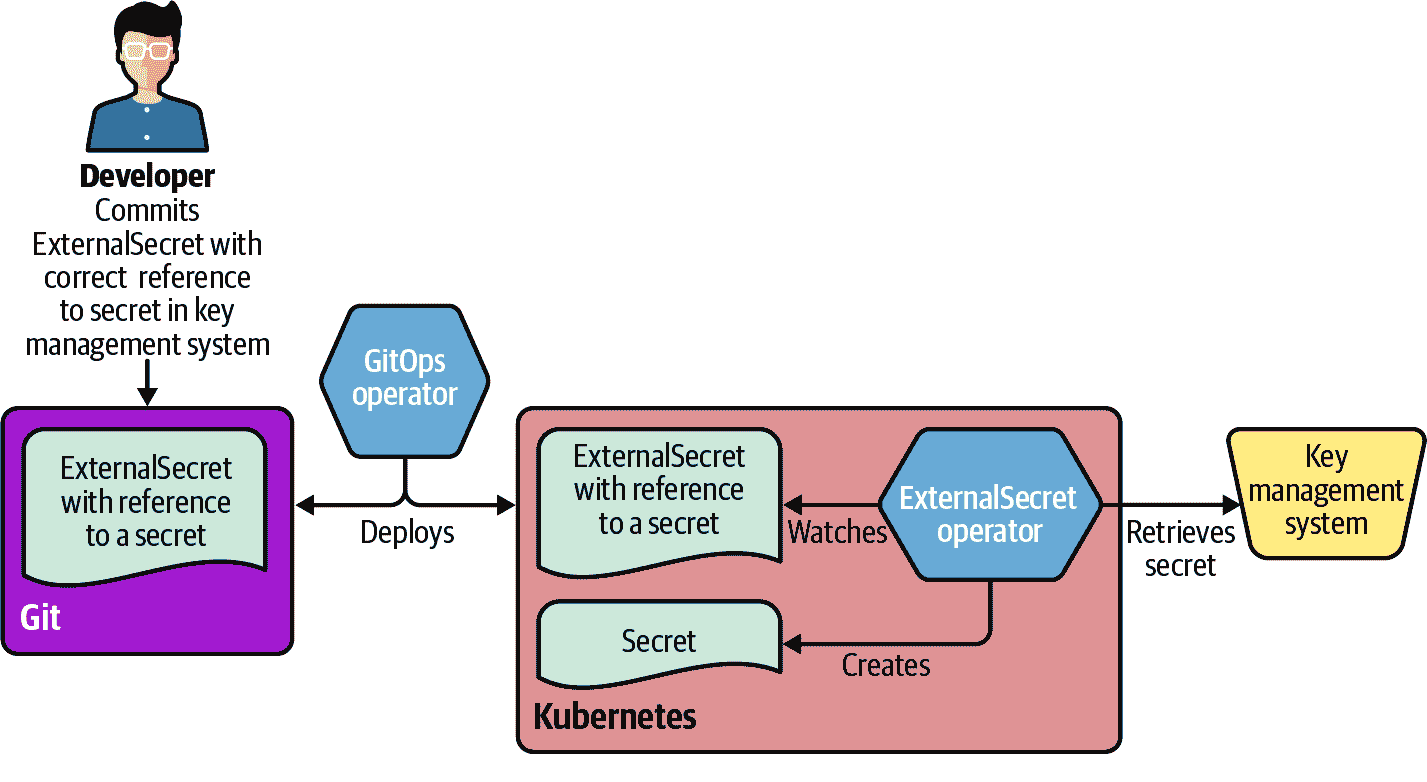 Developer
Commits
ExternalSecret with
correct reference
to secret in key
management system
GitOps
operator
Deploys
ExternalSecret
with reference
to a secret
Git
ExternalSecret
with reference
to a secret
Watches
ExternalSecret
operator
Retrieves
secret
Key
management
system
Secret
Creates
Kubernetes